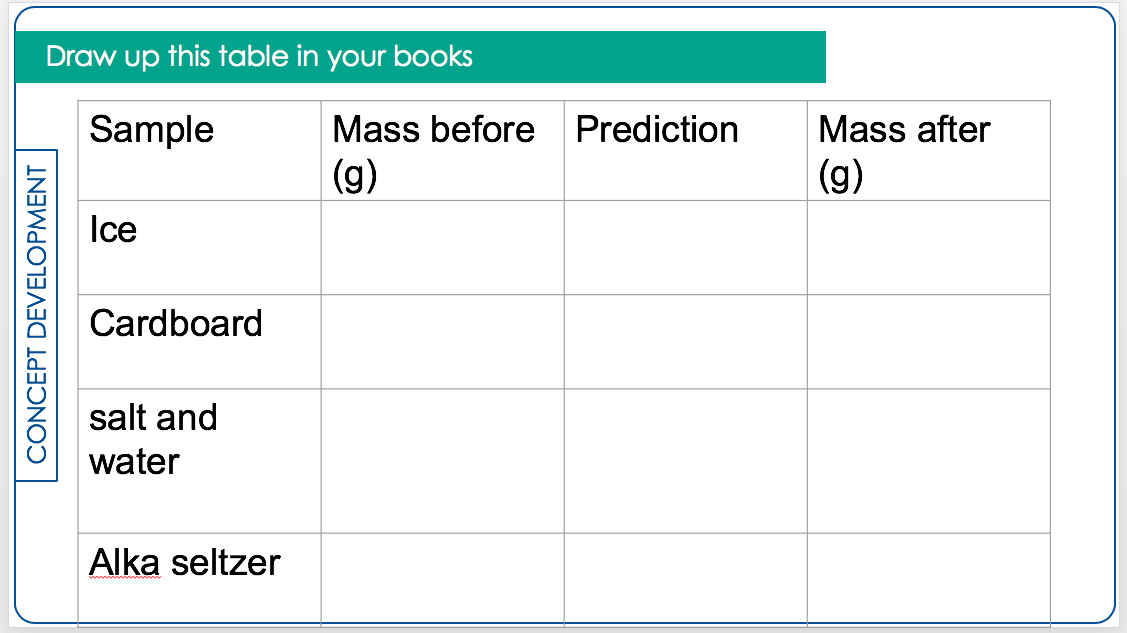 Draw up this table in your books
CONCEPT DEVELOPMENT
Sample
Mass before
(g)
Prediction
Mass after
(g)
Ice
Cardboard
salt and
water
Alka seltzer